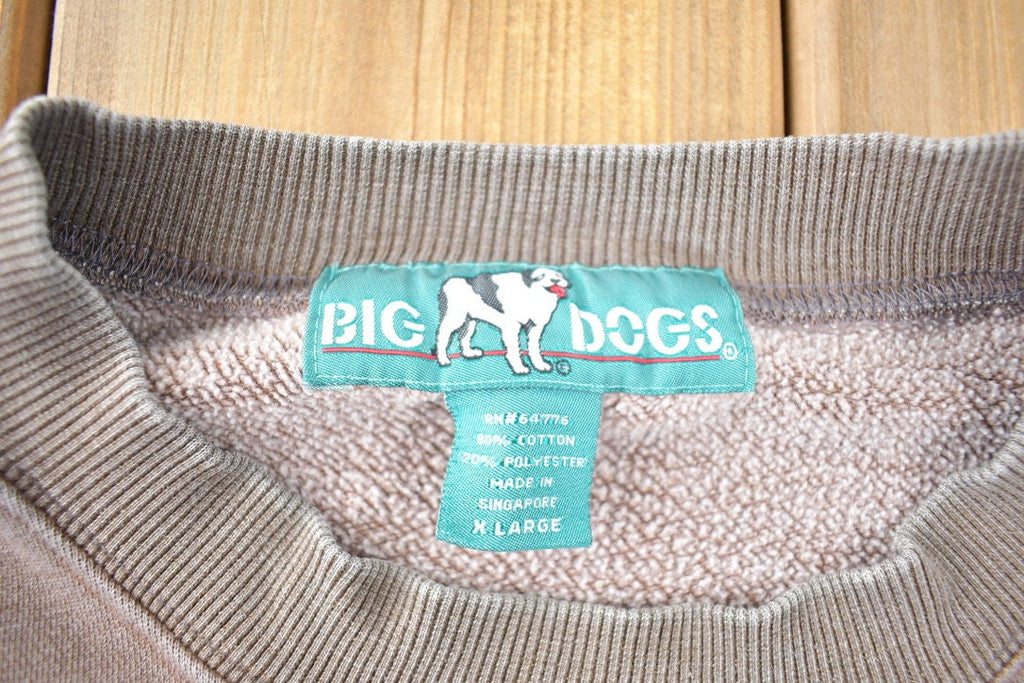 BIG DOGS®
RN#64776
80% COTTON
20% POLYESTER
MADE IN
SINGAPORE
X LARGE